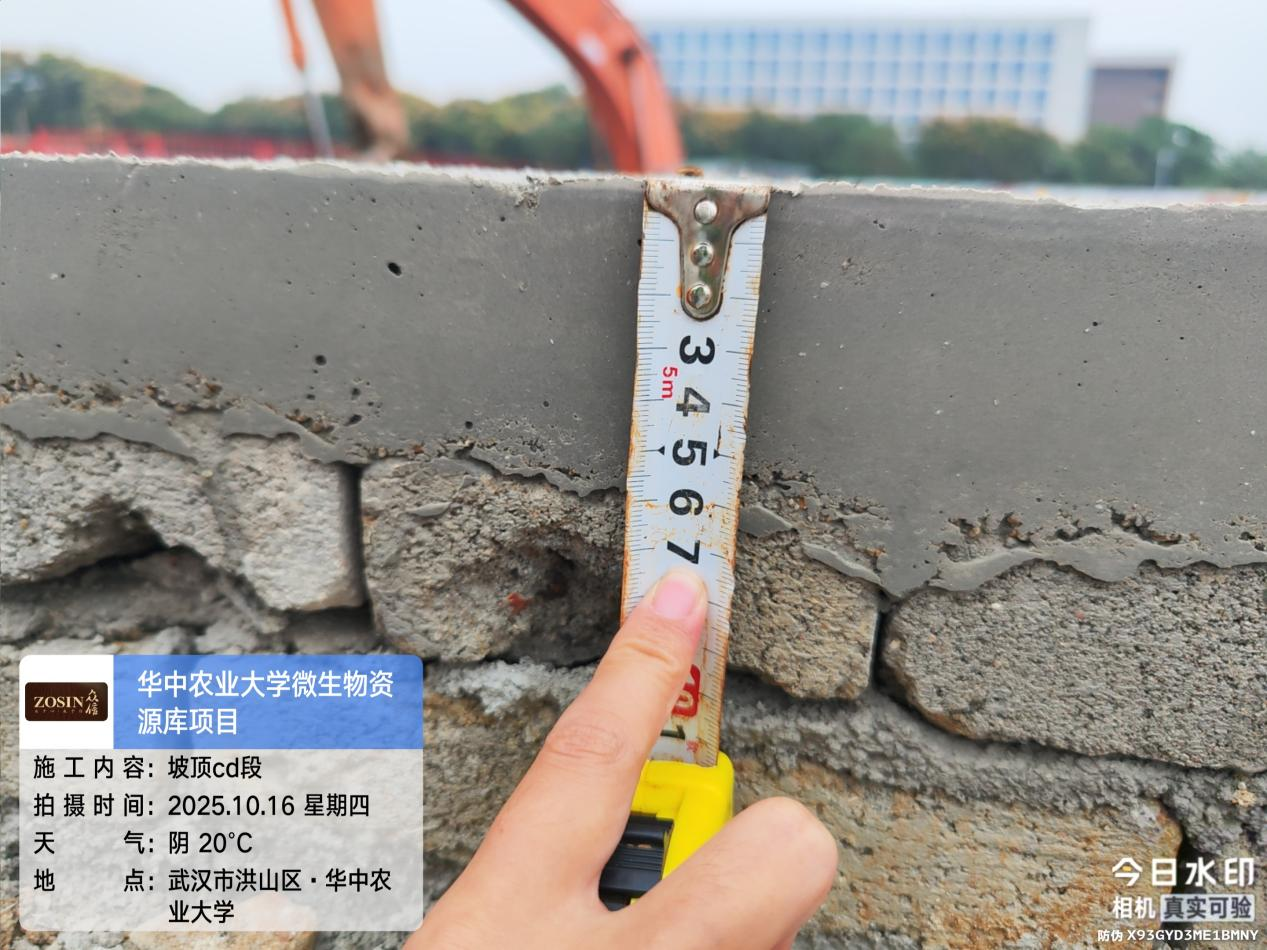 3
5m
4
5
6
7
10
1
ZOSIN 众信
华中农业大学微生物资
源库项目
施工内容：坡顶cd段
拍摄时间：2025.10.16 星期四
天气：阴 20°C
地点：武汉市洪山区·华中农
业大学
今日水印
相机 真实可验
防伪 X93GYD3ME1BMNY